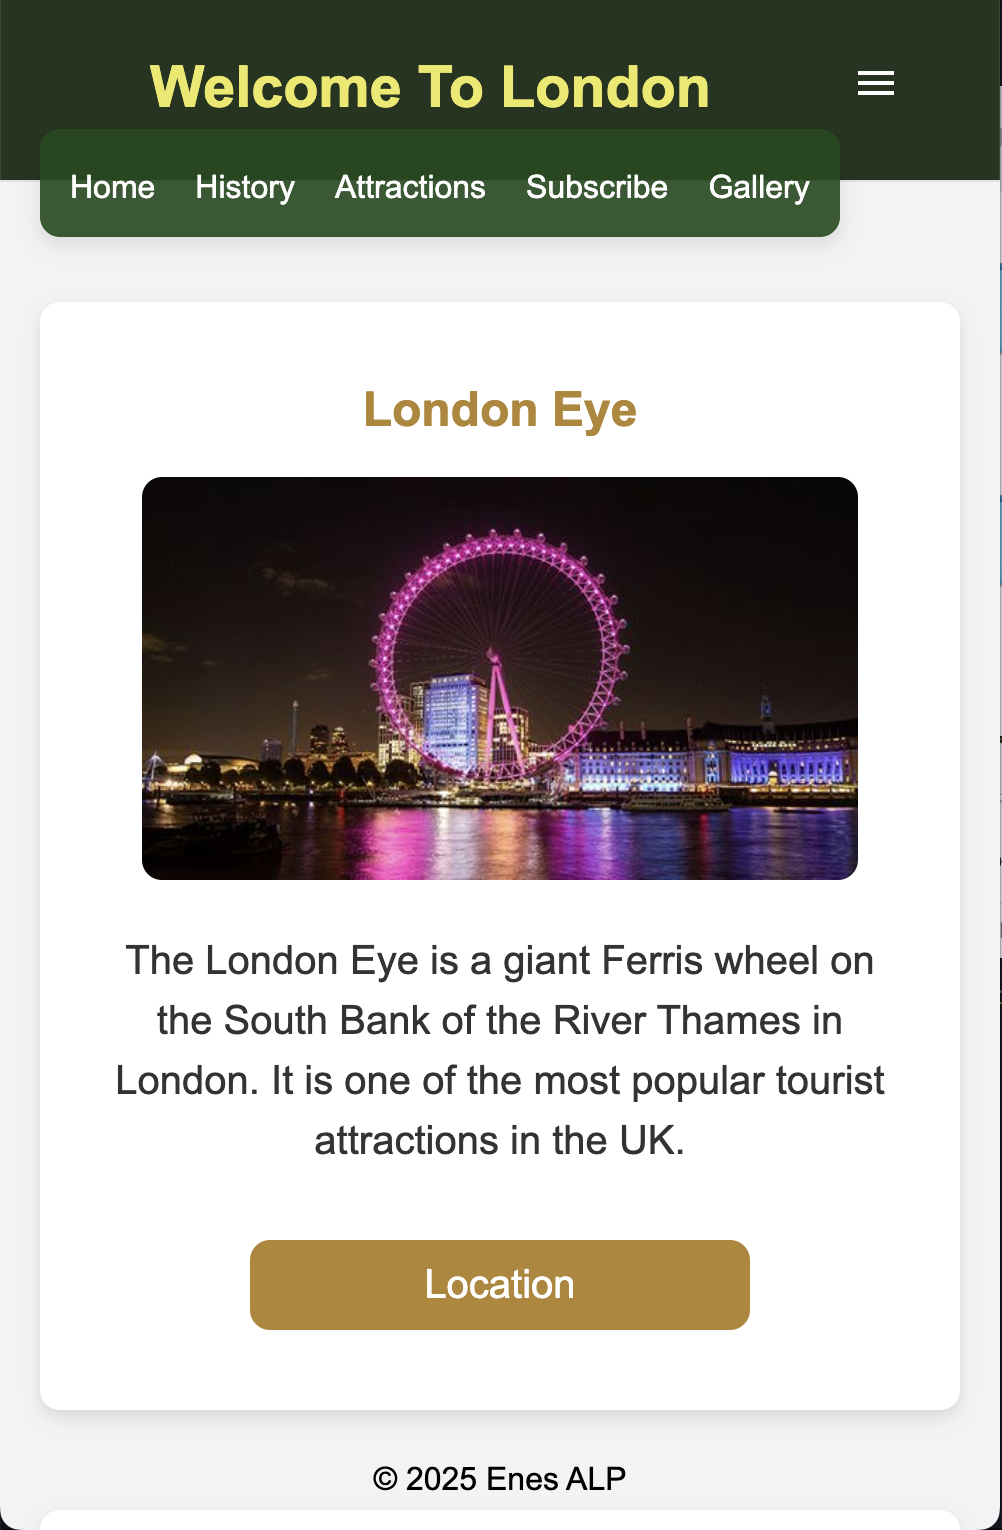 Welcome To London
Home History Attractions Subscribe Gallery
London Eye
The London Eye is a giant Ferris wheel on
the South Bank of the River Thames in
London. It is one of the most popular tourist
attractions in the UK.
Location
© 2025 Enes ALP